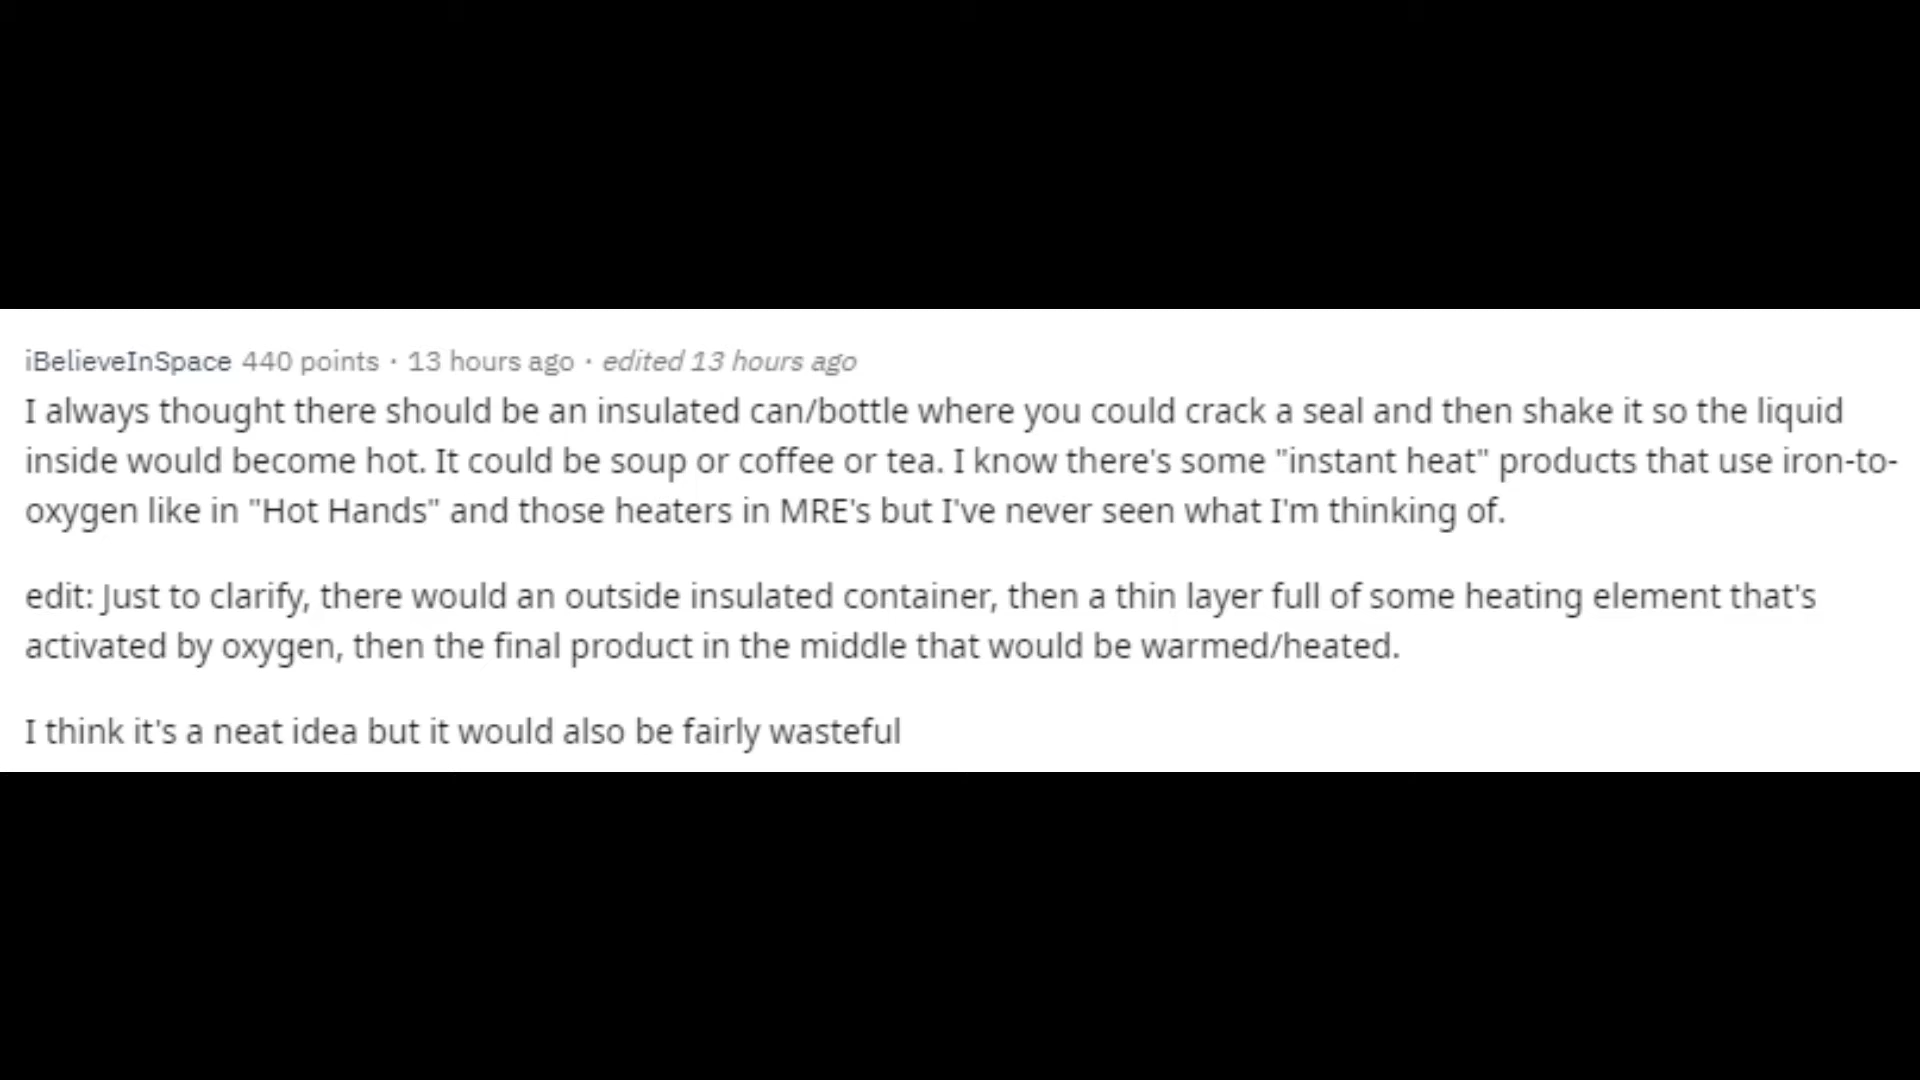 iBelieveInSpace 440 points · 13 hours ago · edited 13 hours ago
I always thought there should be an insulated can/bottle where you could crack a seal and then shake it so the liquid
inside would become hot. It could be soup or coffee or tea. I know there's some "instant heat" products that use iron-to-
oxygen like in "Hot Hands" and those heaters in MRE's but I've never seen what I'm thinking of.
edit: Just to clarify, there would an outside insulated container, then a thin layer full of some heating element that's
activated by oxygen, then the final product in the middle that would be warmed/heated.
I think it's a neat idea but it would also be fairly wasteful